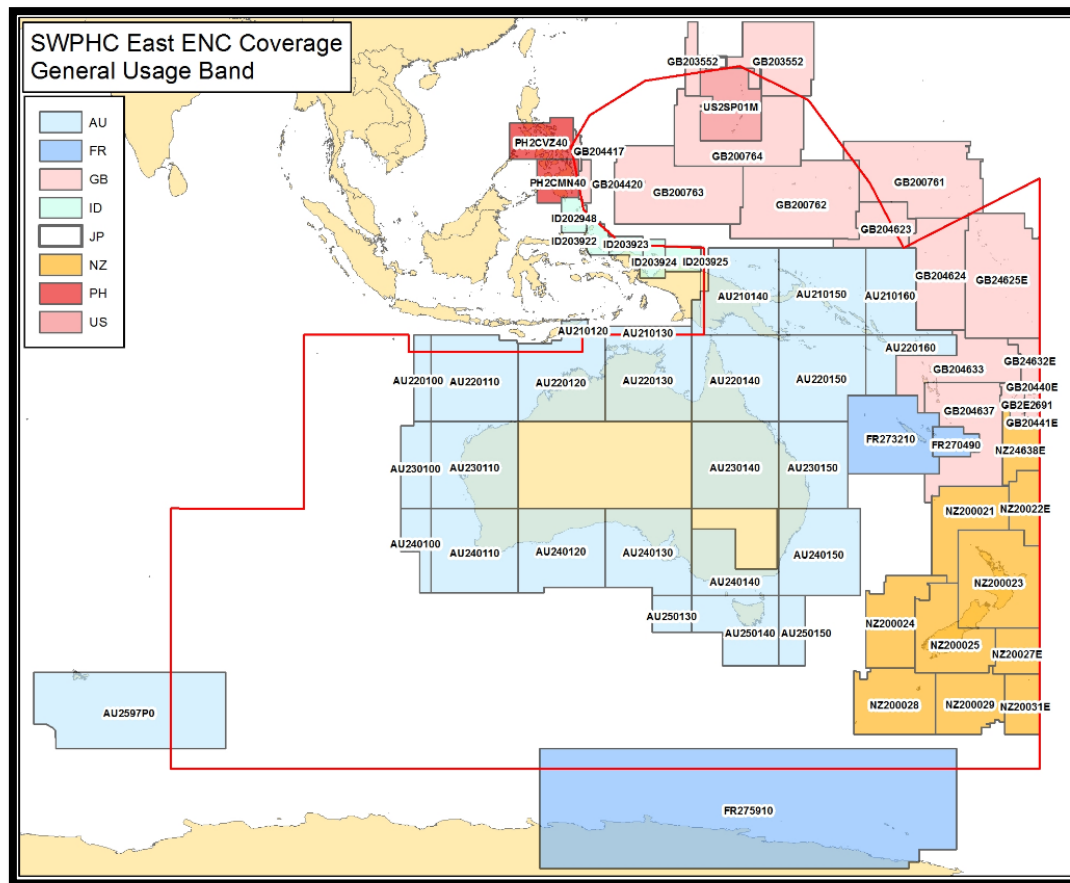 SWPHC East ENC Coverage
General Usage Band
AU
FR
GB
ID
JP
NZ
PH
US
GB203552
GB203552
US2SP01M
PH2CVZ40
GB204417
GB200764
PH2CMN40
GB204420
GB200763
GB200761
GB200762
ID202948
GB204623
ID203922
ID203923
ID203924
ID203925
GB204624
GB24625E
AU210140
AU210150
AU210160
AU210120
AU210130
AU220160
GB24632E
GB204633
AU220100
AU220110
AU220120
AU220130
AU220140
AU220150
GB20440E
GB2E2691
GB204637
GB20441E
FR273210
FR270490
NZ24638E
AU230100
AU230110
AU230140
AU230150
NZ200021
NZ20022E
AU240100
AU240110
AU240120
AU240130
AU240140
AU240150
NZ200023
AU250130
AU250140
AU250150
NZ200024
NZ200025
NZ20027E
AU2597P0
NZ200028
NZ200029
NZ20031E
FR275910